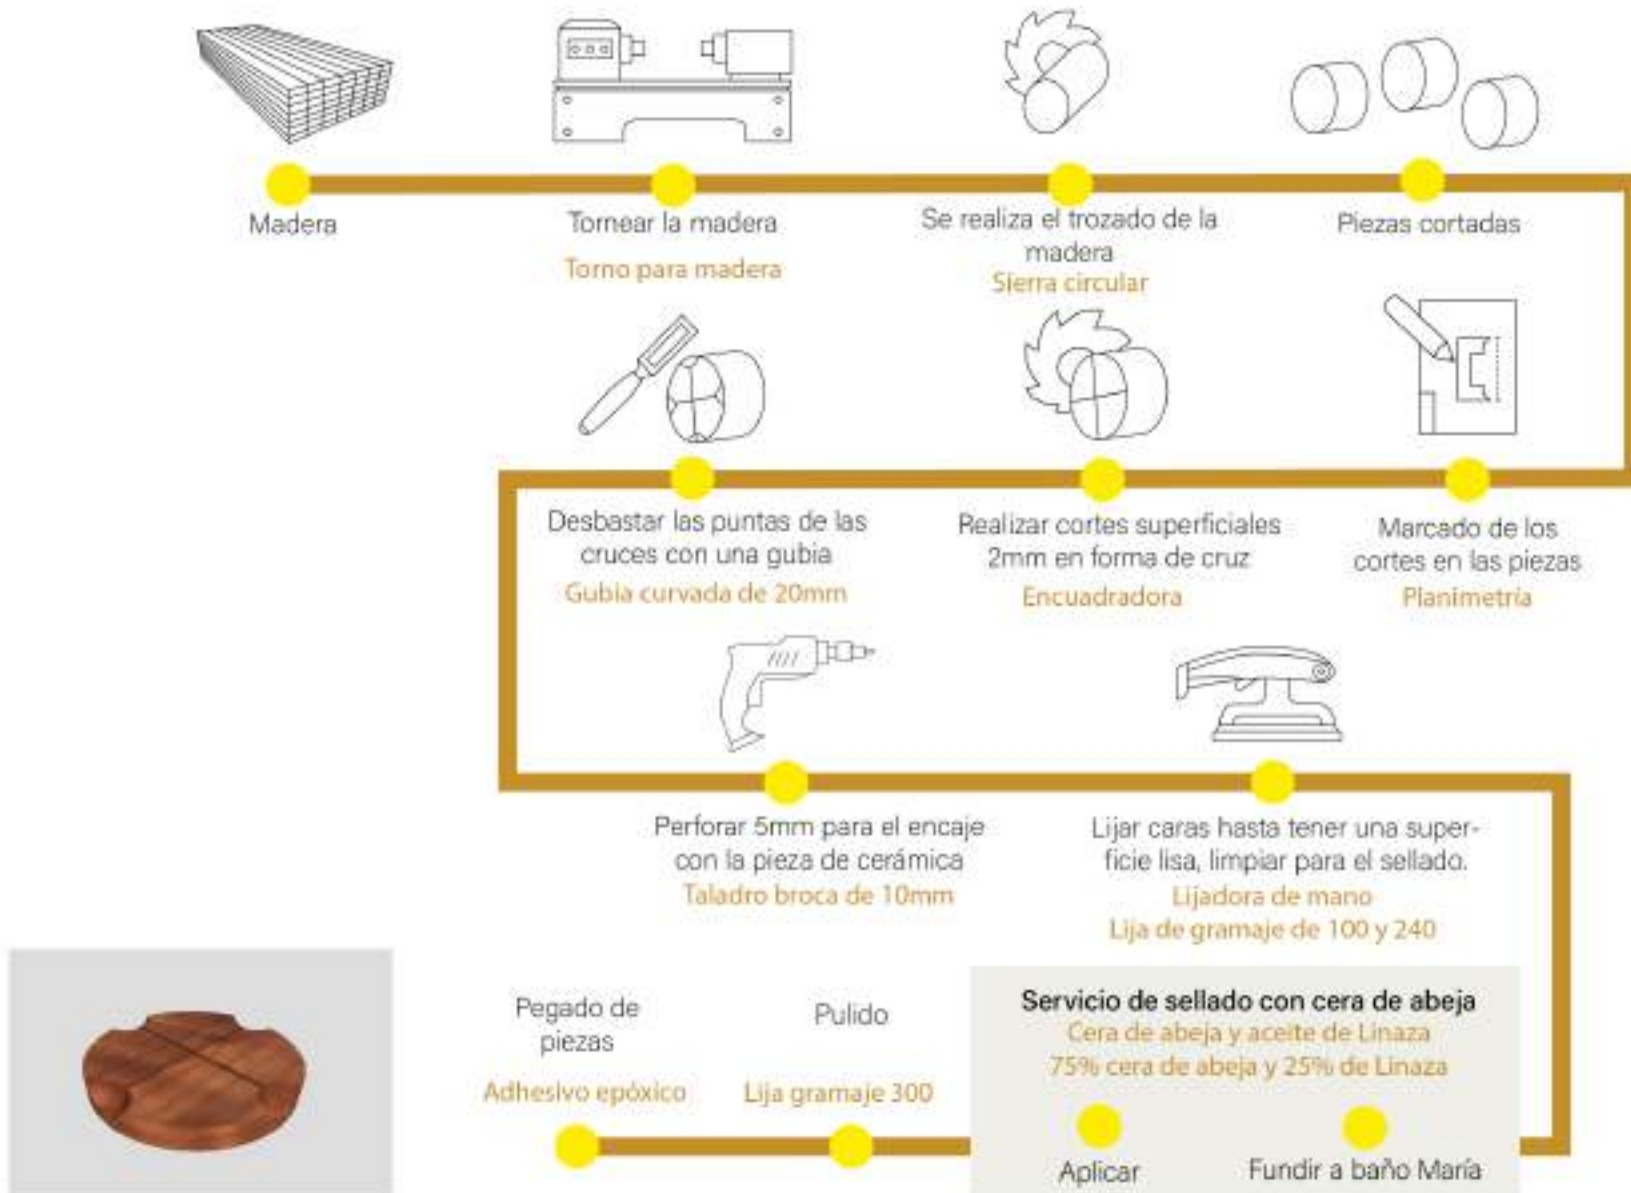 Madera
Tornear la madera
Torno para madera
Se realiza el trozado de la
madera
Sierra circular
Piezas cortadas
Desbastar las puntas de las
cruces con una gubia
Gubia curvada de 20mm
Realizar cortes superficiales
2mm en forma de cruz
Encuadradora
Marcado de los
cortes en las piezas
Planimetría
Perforar 5mm para el encaje
con la pieza de cerámica
Taladro broca de 10mm
Lijar caras hasta tener una super-
ficie lisa, limpiar para el sellado.
Lijadora de mano
Lija de gramaje de 100 y 240
Pegado de
piezas
Adhesivo epóxico
Pulido
Lija gramaje 300
Servicio de sellado con cera de abeja
Cera de abeja y aceite de Linaza
75% cera de abeja y 25% de Linaza
Aplicar
Fundir a baño María